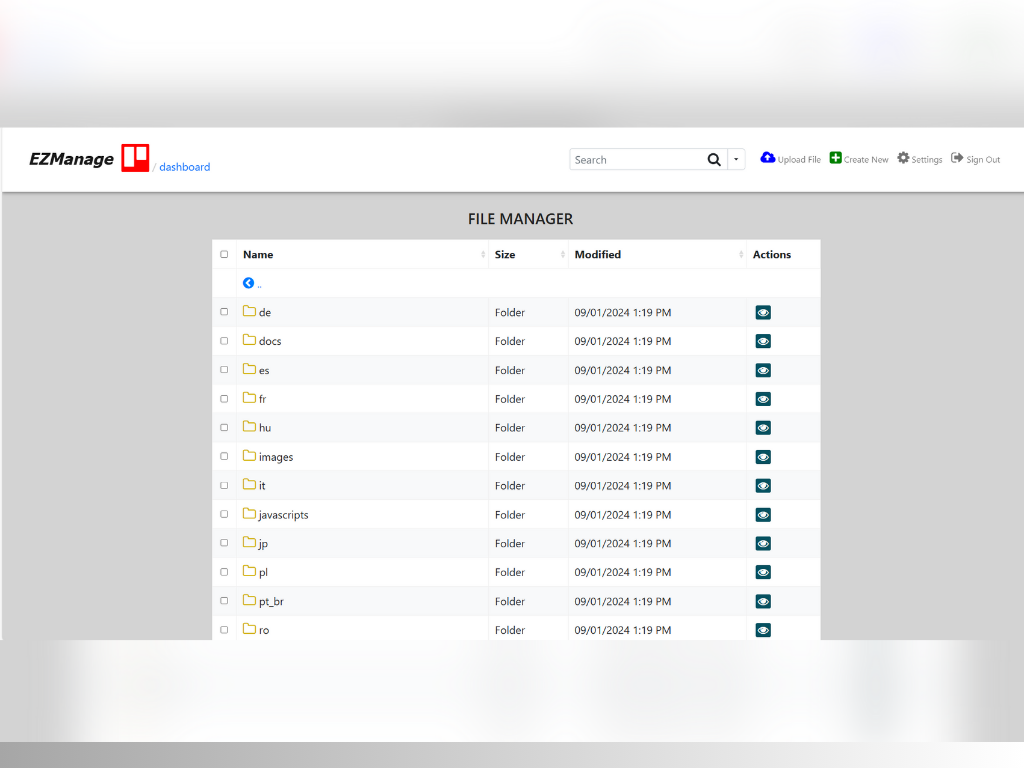 EZManage / dashboard Search Upload File Create New Settings Sign Out
FILE MANAGER
Name Size Modified Actions
..
de Folder 09/01/2024 1:19 PM
docs Folder 09/01/2024 1:19 PM
es Folder 09/01/2024 1:19 PM
fr Folder 09/01/2024 1:19 PM
hu Folder 09/01/2024 1:19 PM
images Folder 09/01/2024 1:19 PM
it Folder 09/01/2024 1:19 PM
javascripts Folder 09/01/2024 1:19 PM
jp Folder 09/01/2024 1:19 PM
pl Folder 09/01/2024 1:19 PM
pt_br Folder 09/01/2024 1:19 PM
ro Folder 09/01/2024 1:19 PM